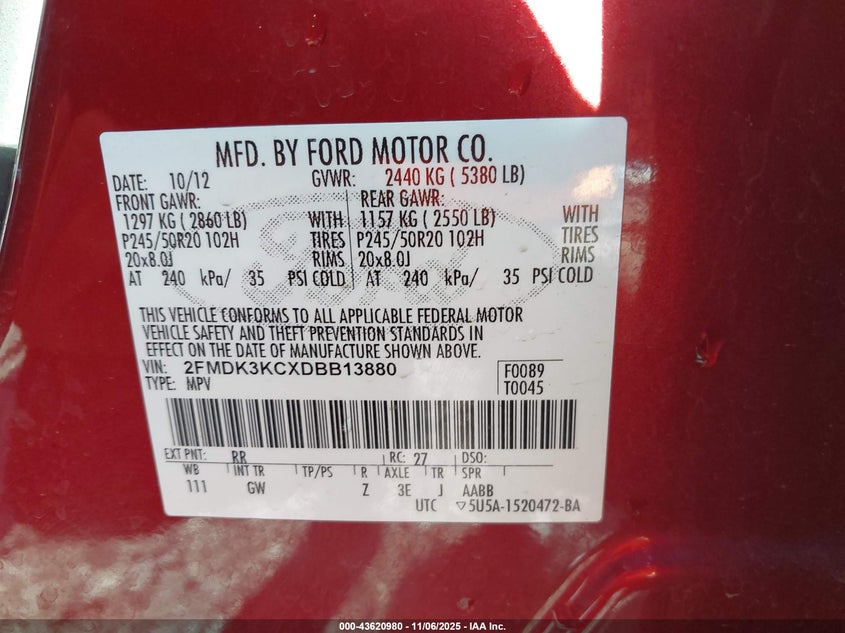 MFD. BY FORD MOTOR CO.
DATE: 10/12 GVWR: 2440 KG ( 5380 LB)
FRONT GAWR: REAR GAWR:
1297 KG ( 2860 LB) WITH 1157 KG ( 2550 LB) WITH
P245/50R20 102H TIRES P245/50R20 102H TIRES
20x8.0J RIMS 20x8.0J RIMS
AT 240 kPa/ 35 PSI COLD AT 240 kPa/ 35 PSI COLD
THIS VEHICLE CONFORMS TO ALL APPLICABLE FEDERAL MOTOR
VEHICLE SAFETY AND THEFT PREVENTION STANDARDS IN
EFFECT ON THE DATE OF MANUFACTURE SHOWN ABOVE.
VIN: 2FMDK3KCXDBB13880 F0089
TYPE: MPV T0045
EXT PNT: RR RC: 27 DSO:
WB INT TR TP/PS R AXLE TR SPR
111 GW Z 3E J AABB
UTC ▽5U5A-1520472-BA
000-43620980 - 11/06/2025 - IAA Inc.